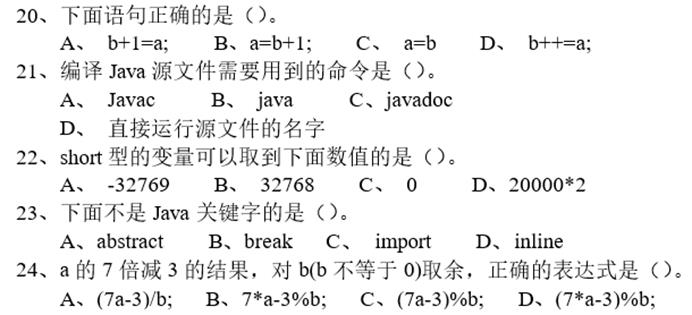 20、下面语句正确的是（）。
A、 b+1=a; B、a=b+1; C、 a=b D、 b++=a;
21、编译 Java 源文件需要用到的命令是（）。
A、 Javac B、 java C、javadoc
D、 直接运行源文件的名字
22、short 型的变量可以取到下面数值的是（）。
A、 -32769 B、 32768 C、 0 D、20000*2
23、下面不是 Java 关键字的是（）。
A、abstract B、break C、 import D、inline
24、a 的 7 倍减 3 的结果，对 b(b 不等于 0)取余，正确的表达式是（）。
A、(7a-3)/b; B、7*a-3%b; C、(7a-3)%b; D、(7*a-3)%b;